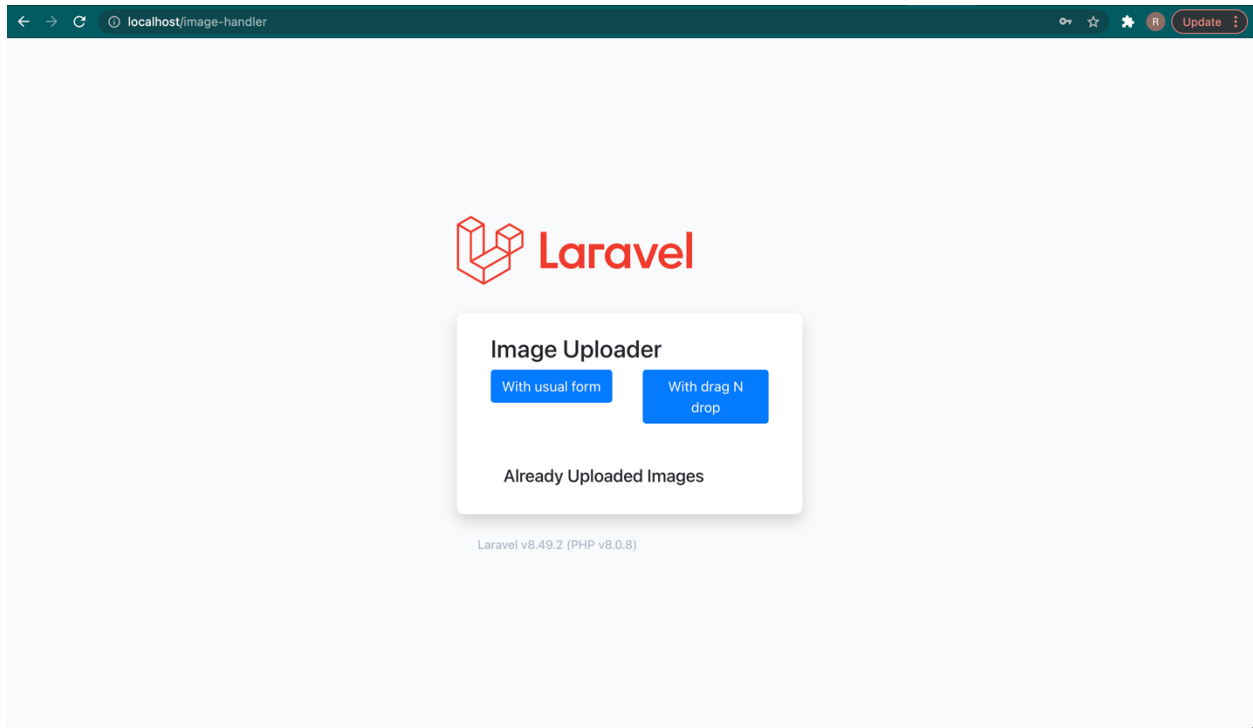 localhost/image-handler
R
Update
Laravel
Image Uploader
With usual form
With drag N
drop
Already Uploaded Images
Laravel v8.49.2 (PHP v8.0.8)